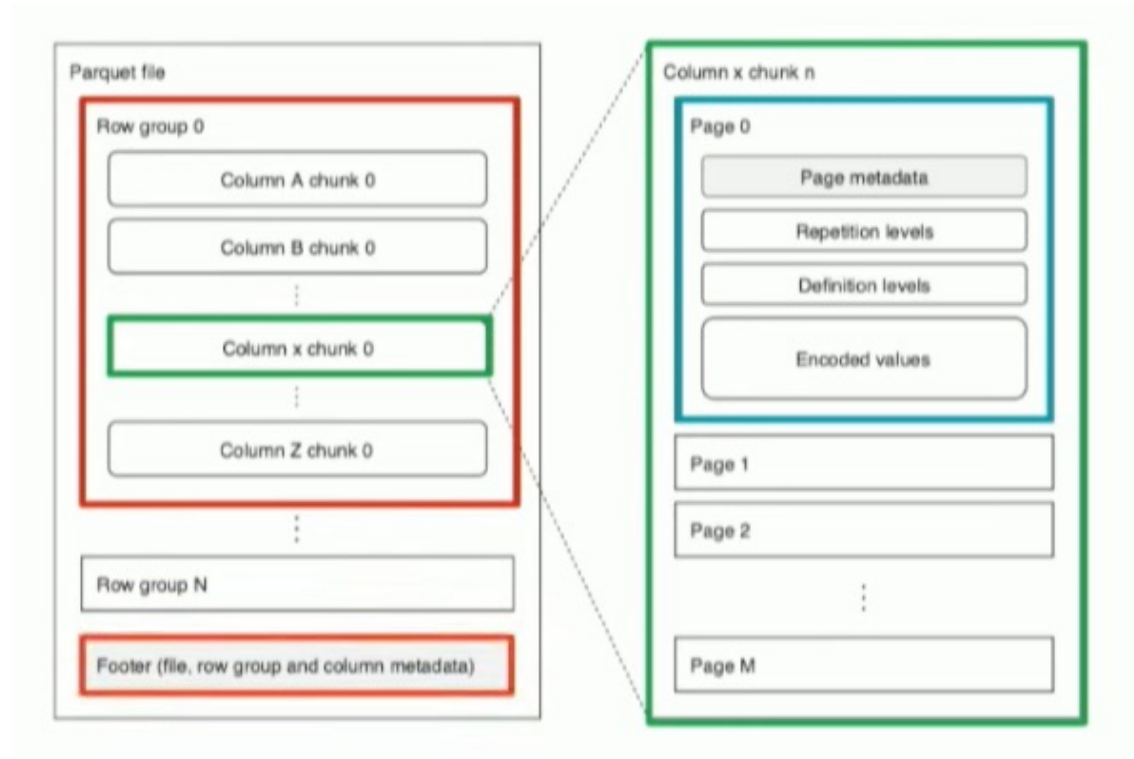 Parquet file
Row group 0
Column A chunk 0
Column B chunk 0
Column x chunk 0
Column Z chunk 0
Row group N
Footer (file, row group and column metadata)
Column x chunk n
Page 0
Page metadata
Repetition levels
Definition levels
Encoded values
Page 1
Page 2
Page M